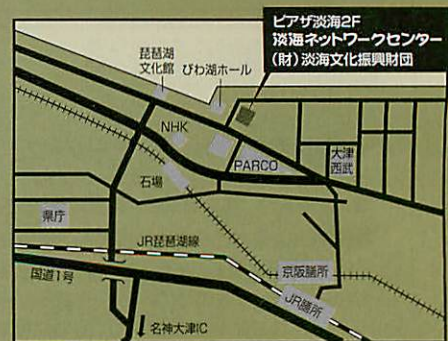 ピアザ淡海2F
淡海ネットワークセンター
(財)淡海文化振興財団
琵琶湖
文化館
びわ湖ホール
NHK
PARCO
大津
西武
石場
県庁
JR琵琶湖線
国道1号
京阪膳所
JR膳所
名神大津IC